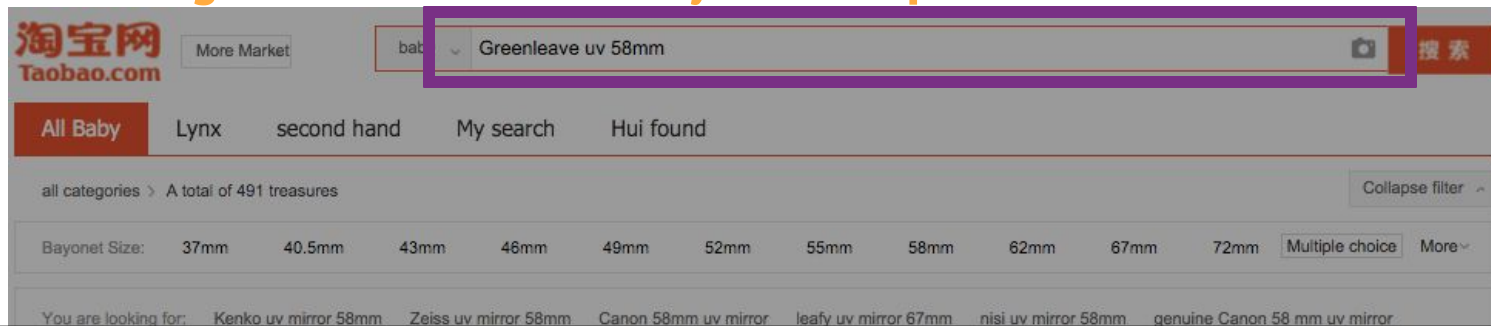 淘宝网
Taobao.com
More Market
Greenleave uv 58mm
搜 索
All Baby Lynx second hand My search Hui found
all categories > A total of 491 treasures
Collapse filter
Bayonet Size: 37mm 40.5mm 43mm 46mm 49mm 52mm 55mm 58mm 62mm 67mm 72mm Multiple choice More
You are looking for: Kenko uv mirror 58mm Zeiss uv mirror 58mm Canon 58mm uv mirror leafy uv mirror 67mm nisi uv mirror 58mm genuine Canon 58 mm uv mirror